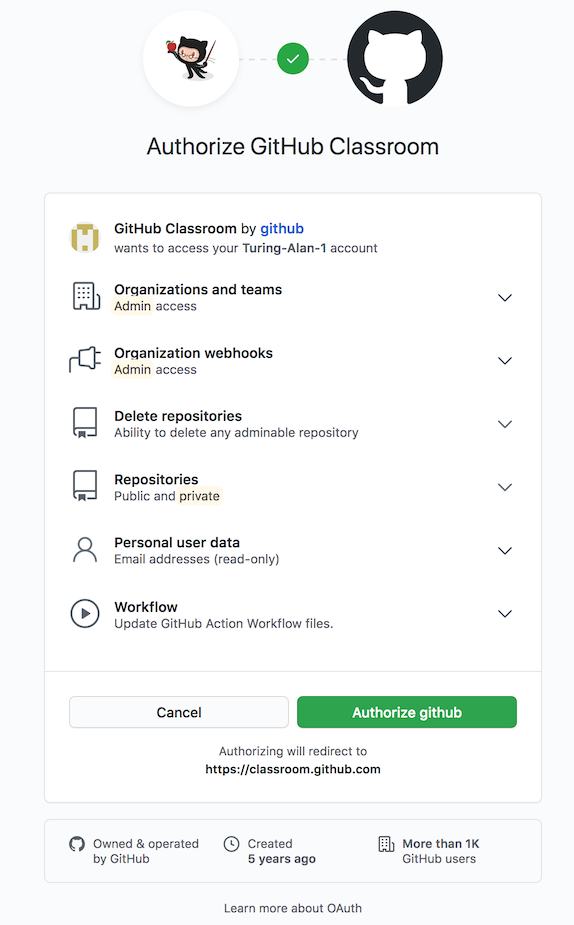 Authorize GitHub Classroom
GitHub Classroom by github
wants to access your Turing-Alan-1 account
Organizations and teams
Admin access
Organization webhooks
Admin access
Delete repositories
Ability to delete any adminable repository
Repositories
Public and private
Personal user data
Email addresses (read-only)
Workflow
Update GitHub Action Workflow files.
Cancel
Authorize github
Authorizing will redirect to
https://classroom.github.com
Owned & operated
by GitHub
Created
5 years ago
More than 1K
GitHub users
Learn more about OAuth